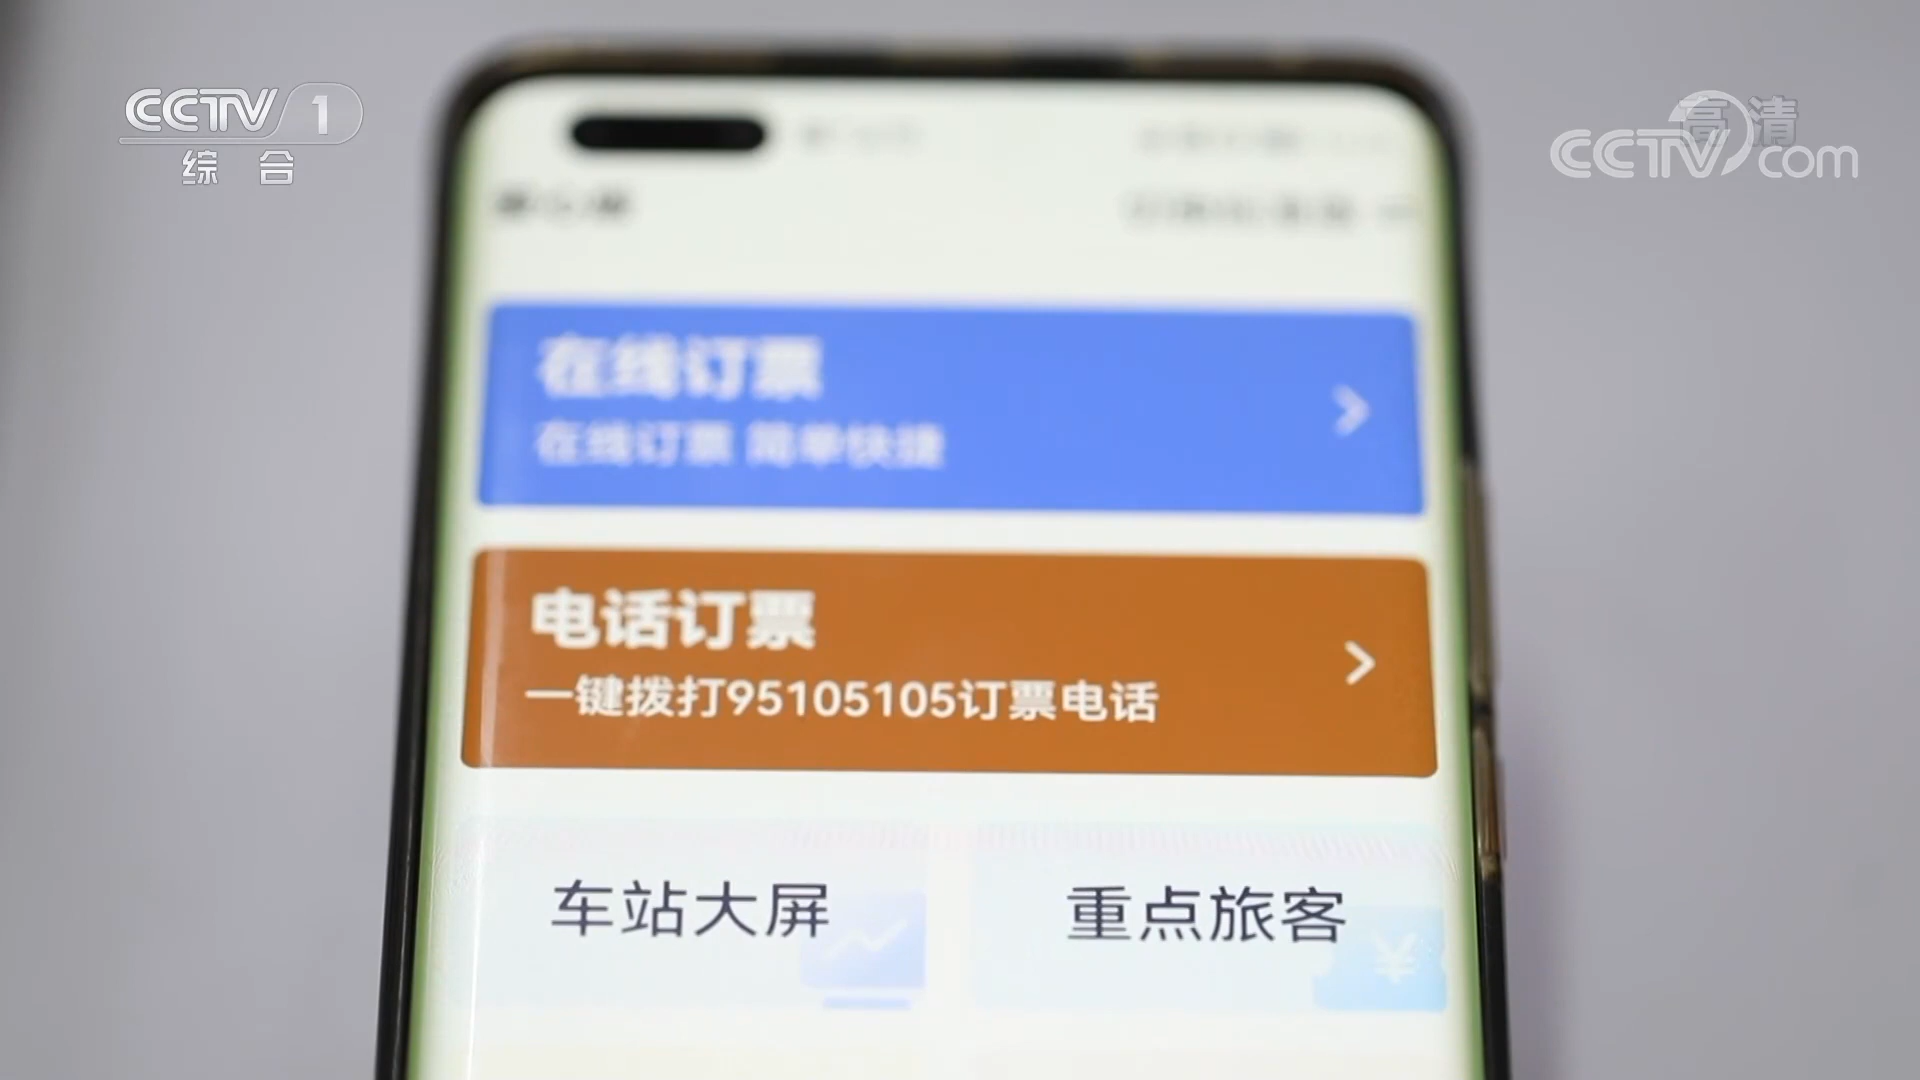 CCTV 1
综合
高清
CCTV.com
在线订票
在线订票 简单快捷
电话订票
一键拨打95105105订票电话
车站大屏
重点旅客